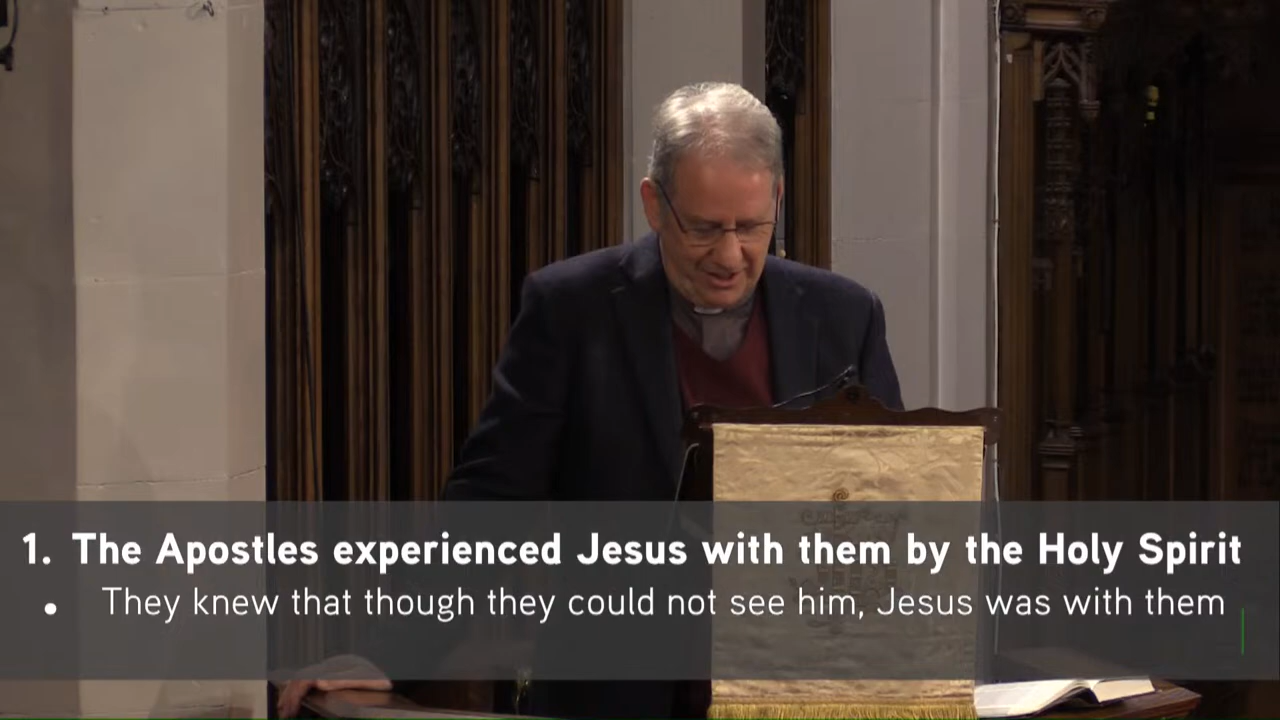 1. The Apostles experienced Jesus with them by the Holy Spirit
• They knew that though they could not see him, Jesus was with them